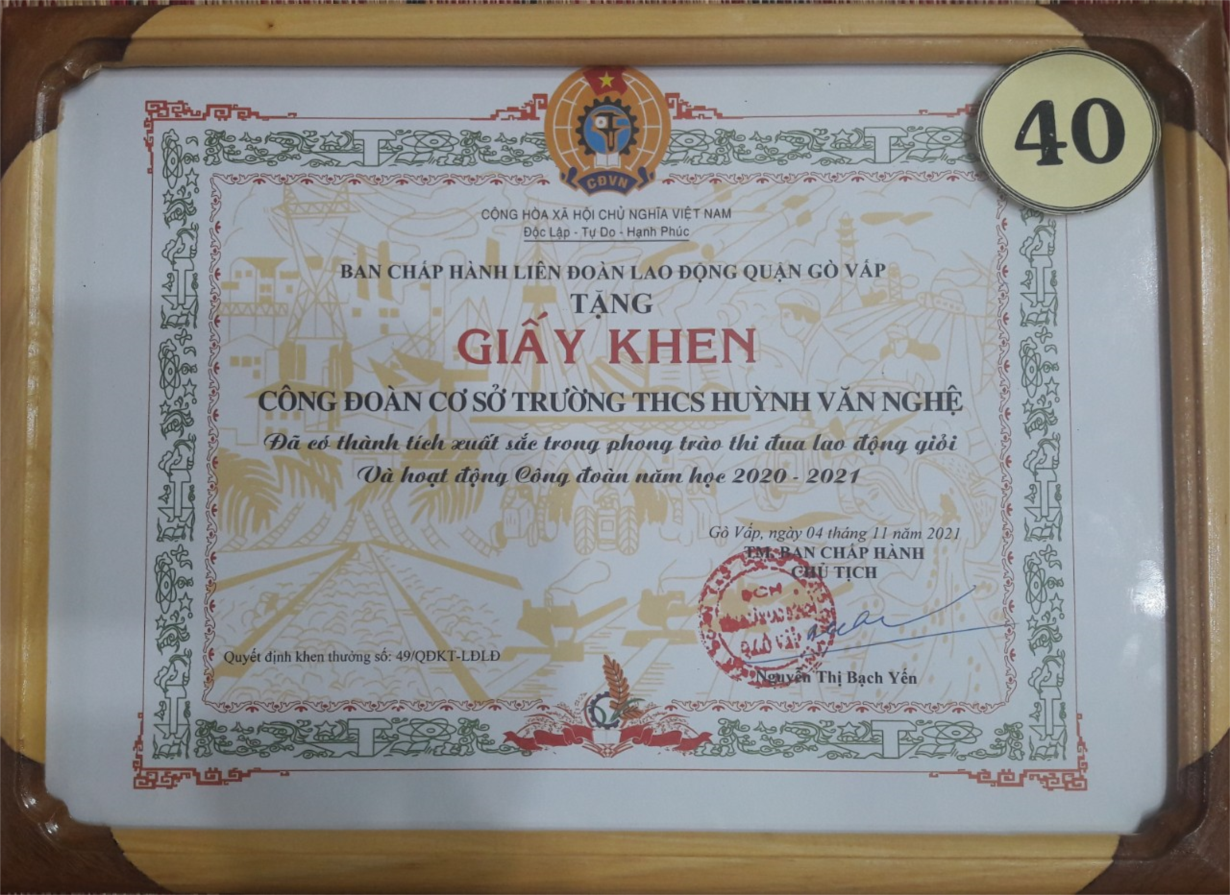 40
CĐVN
CỘNG HÒA XÃ HỘI CHỦ NGHĨA VIỆT NAM
Độc Lập - Tự Do - Hạnh Phúc
BAN CHẤP HÀNH LIÊN ĐOÀN LAO ĐỘNG QUẬN GÒ VẤP
TẶNG
GIẤY KHEN
CÔNG ĐOÀN CƠ SỞ TRƯỜNG THCS HUỲNH VĂN NGHỆ
Đã có thành tích xuất sắc trong phong trào thi đua lao động giỏi
Và hoạt động Công đoàn năm học 2020 - 2021
Gò Vấp, ngày 04 tháng 11 năm 2021
TM. BAN CHẤP HÀNH
CHỦ TỊCH
BCH
Q.GÒ VẤP
Quyết định khen thưởng số: 49/QĐKT-LĐLĐ
Nguyễn Thị Bạch Yến